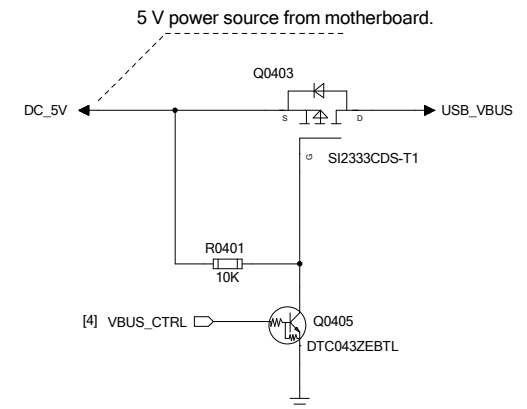 5 V power source from motherboard.
Q0403
DC_5V
USB_VBUS
S
D
G
SI2333CDS-T1
R0401
10K
[4] VBUS_CTRL
Q0405
DTC043ZEBTL